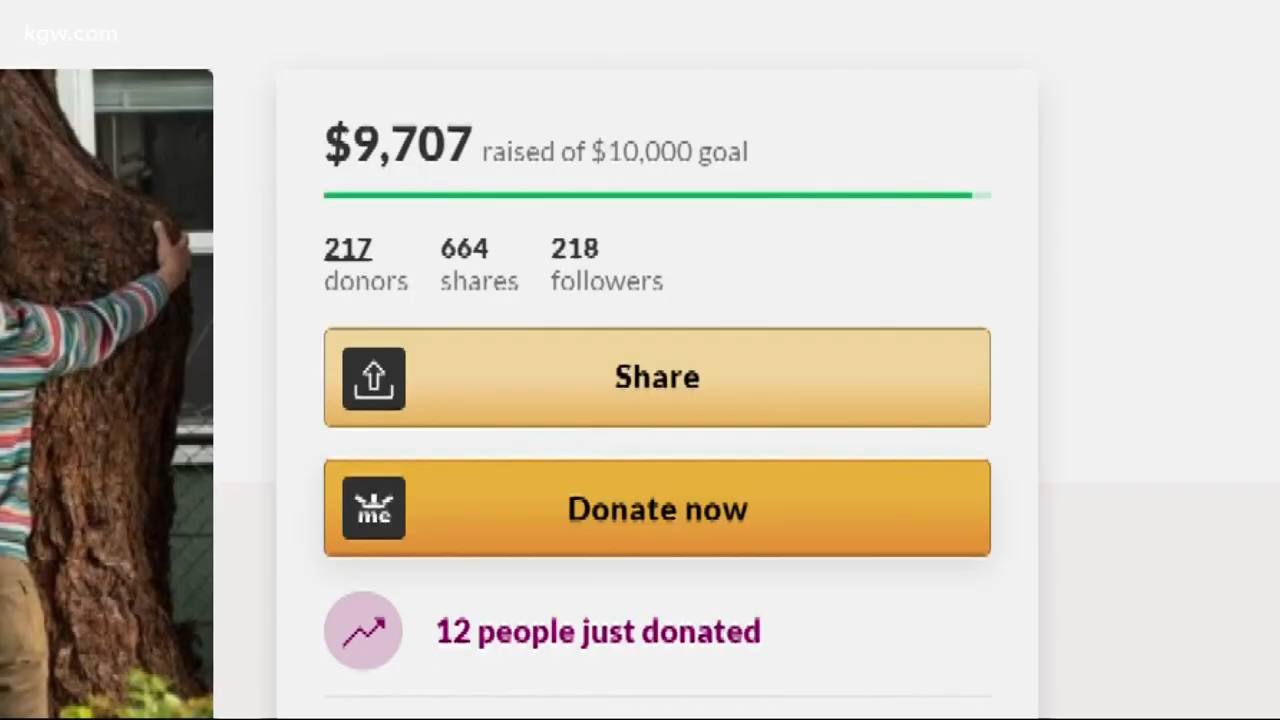 kgw.com
$9,707 raised of $10,000 goal
217 664 218
donors shares followers
Share
me Donate now
12 people just donated